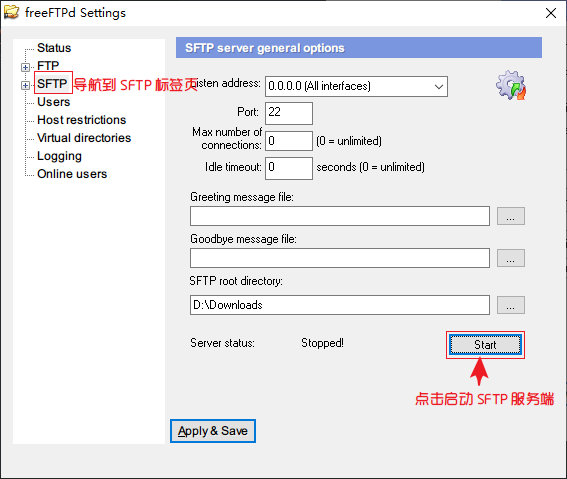 freeFTPd Settings
Status
FTP
SFTP 导航到 SFTP 标签页
Users
Host restrictions
Virtual directories
Logging
Online users
SFTP server general options
Listen address: 0.0.0.0 (All interfaces)
Port: 22
Max number of
connections: 0 (0 = unlimited)
Idle timeout: 0 seconds (0 = unlimited)
Greeting message file:
...
Goodbye message file:
...
SFTP root directory:
D:\Downloads ...
Server status: Stopped! Start
点击启动 SFTP 服务端
Apply & Save